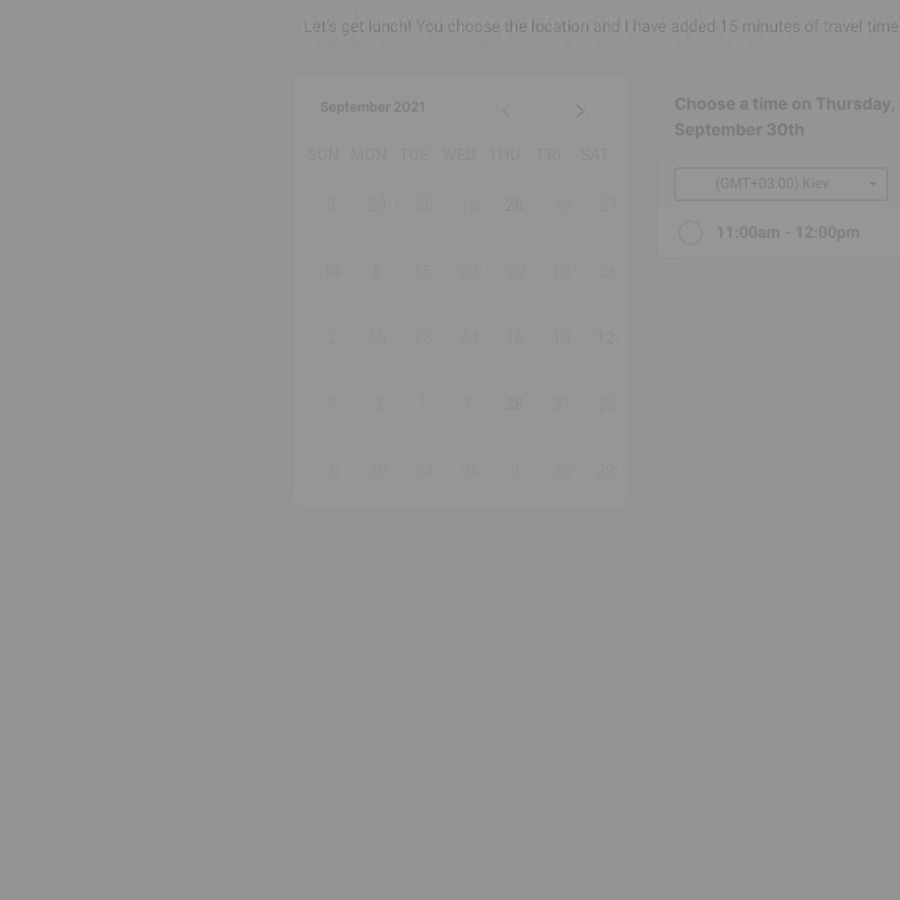 Let's get lunch! You choose the location and I have added 15 minutes of travel time
September 2021
SUN MON TUE WED THU FRI SAT
8 29 30 16 28 13 27
14 8 15 29 27 10 26
2 15 23 24 16 10 12
9 3 1 7 28 31 26
6 10 24 26 9 28 29
Choose a time on Thursday,
September 30th
(GMT+03:00) Kiev
11:00am - 12:00pm